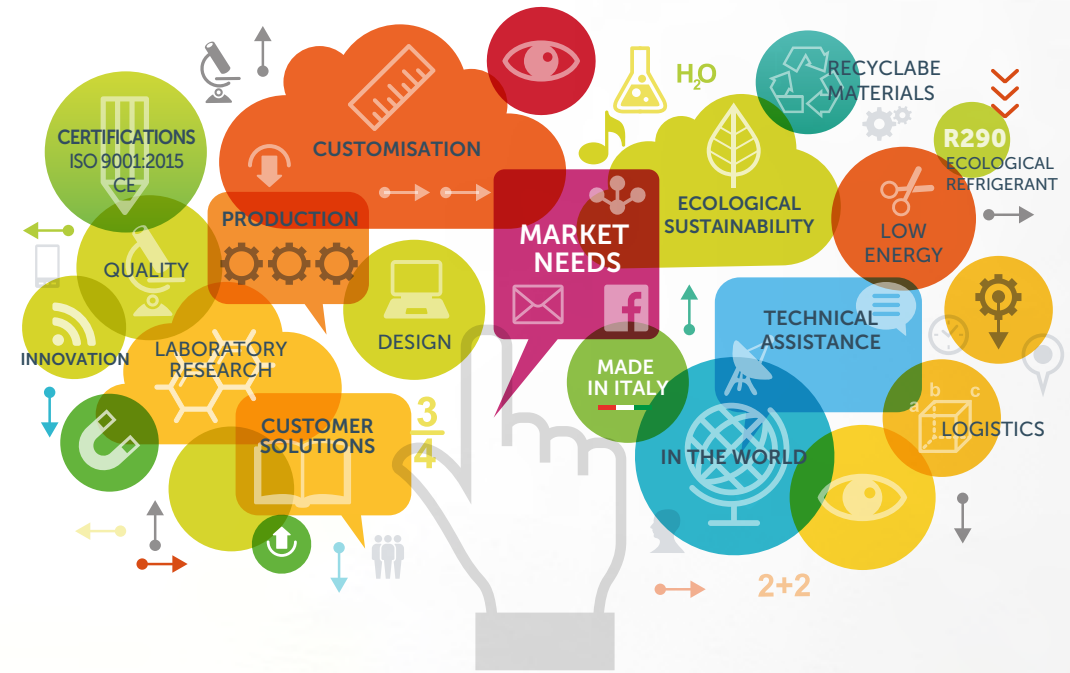 CERTIFICATIONS
ISO 9001:2015
CE
CUSTOMISATION
H₂O
RECYCLABE
MATERIALS
R290
ECOLOGICAL
REFRIGERANT
PRODUCTION
MARKET
NEEDS
ECOLOGICAL
SUSTAINABILITY
LOW
ENERGY
QUALITY
INNOVATION
LABORATORY
RESEARCH
DESIGN
f
TECHNICAL
ASSISTANCE
MADE
IN ITALY
CUSTOMER
SOLUTIONS
3
4
IN THE WORLD
a b c
LOGISTICS
2+2